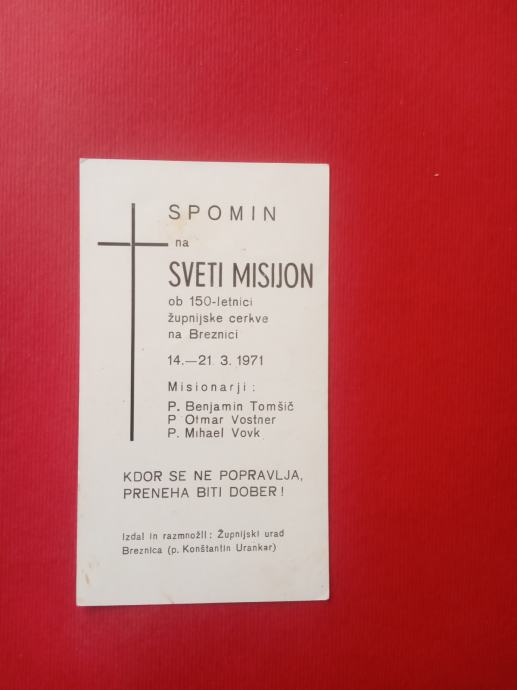 SPOMIN
na
SVETI MISIJON
ob 150-letnici
župnijske cerkve
na Breznici
14.—21. 3. 1971
Misionarji:
P. Benjamin Tomšič
P. Otmar Vostner
P. Mihael Vovk
KDOR SE NE POPRAVLJA,
PRENEHA BITI DOBER!
Izdal in razmnožil: Župnijski urad
Breznica (p. Konštantin Urankar)